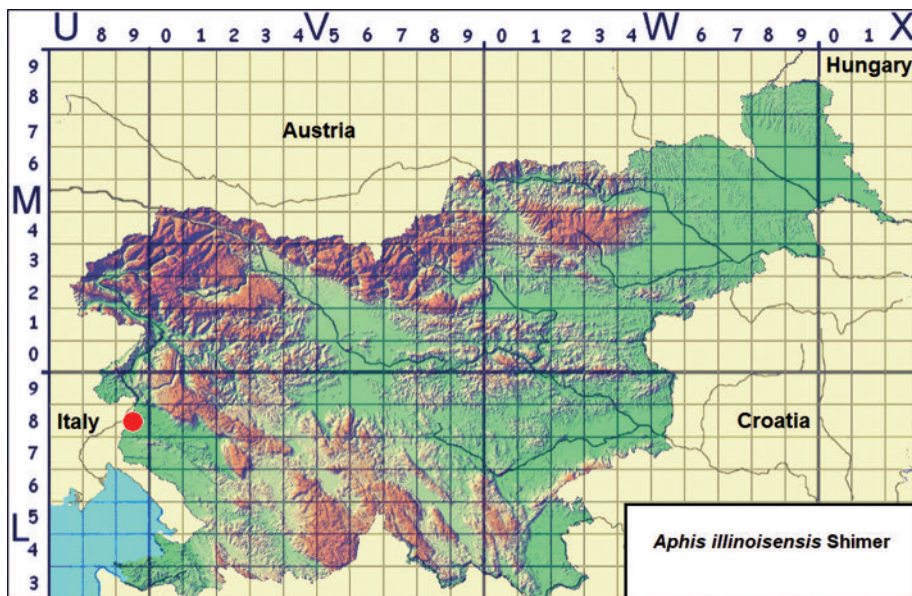 U V W X
8 9 0 1 2 3 4 5 6 7 8 9 0 1 2 3 4 5 6 7 8 9 0 1
9
Hungary
8
7
Austria
6
M
4
3
2
1
0
9
Italy 8 Croatia
7
6
L 5
4
3
Aphis illinoisensis Shimer